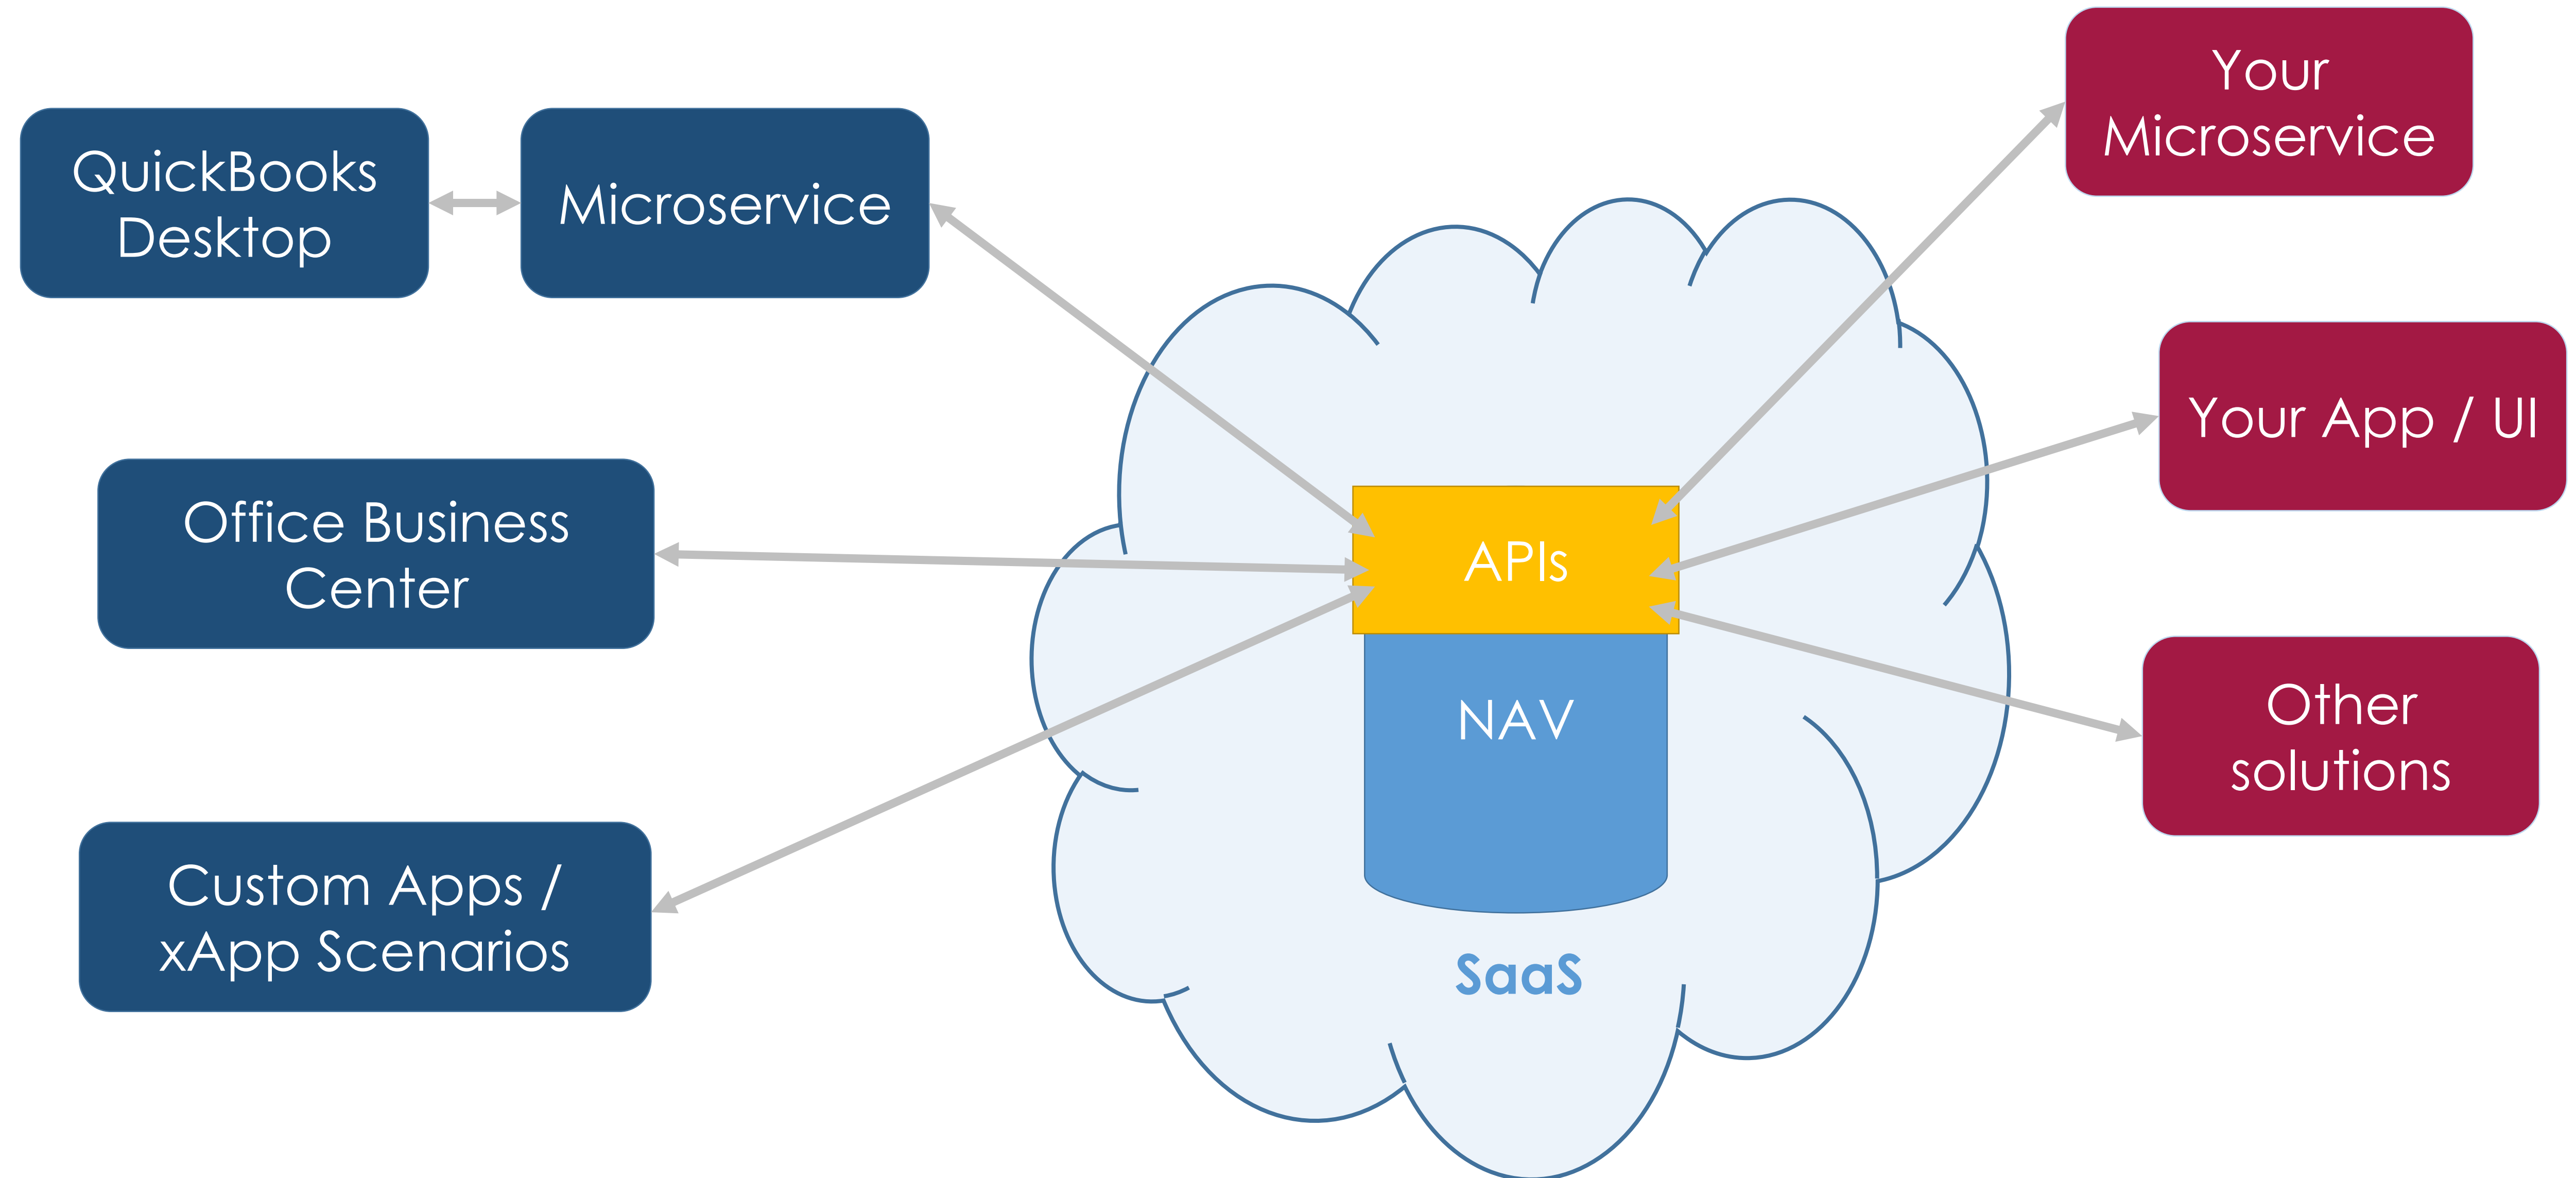 QuickBooks
Desktop
Microservice
Office Business
Center
Custom Apps /
xApp Scenarios
APIs
NAV
SaaS
Your
Microservice
Your App / UI
Other
solutions